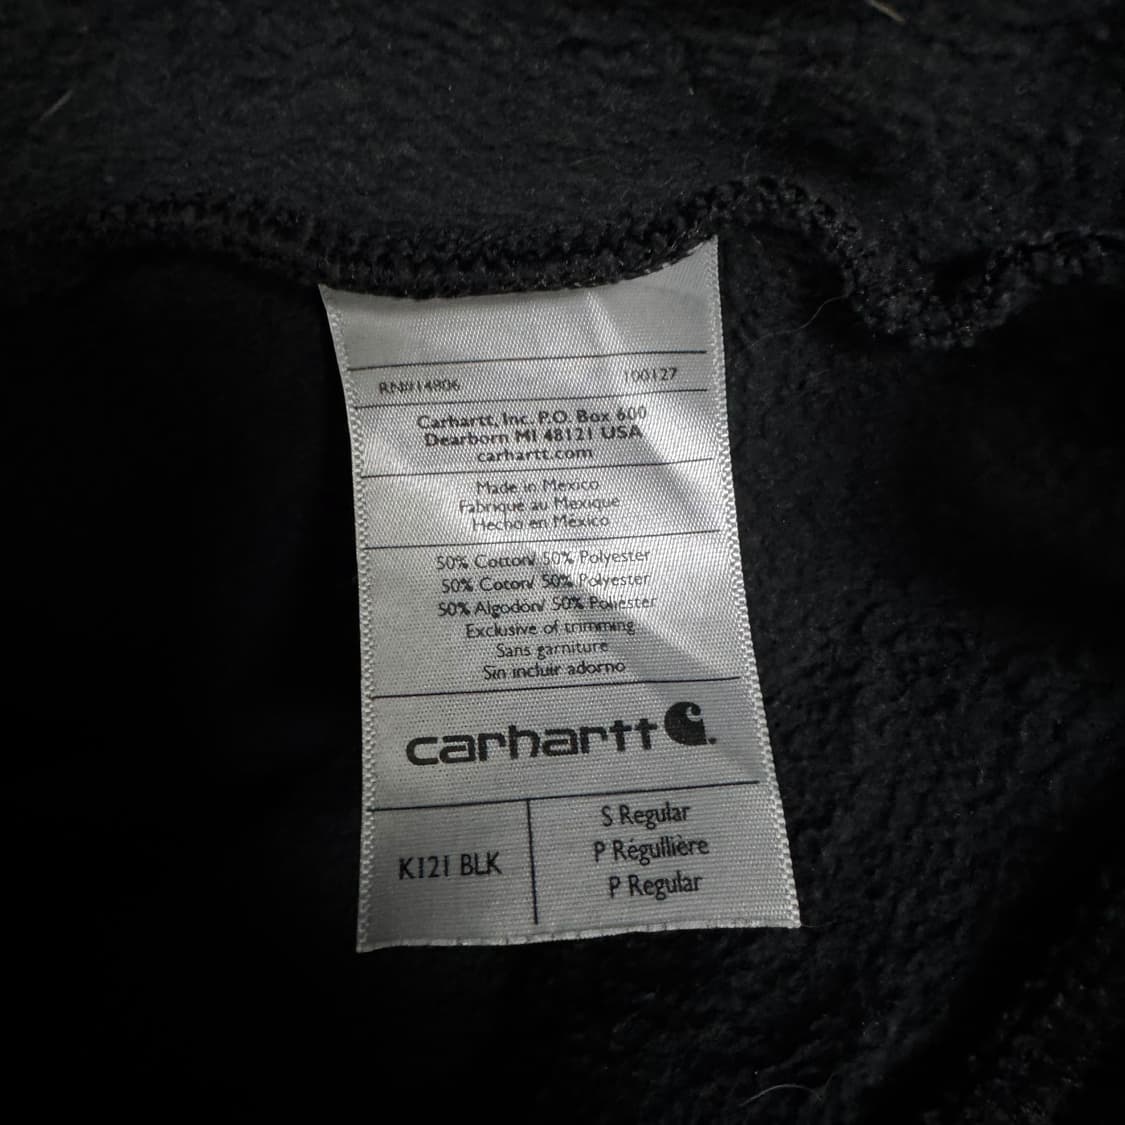 RN#14806 100127
Carhartt, Inc. P.O. Box 600
Dearborn MI 48121 USA
carhartt.com
Made in Mexico
Fabriqué au Mexique
Hecho en México
50% Cotton/ 50% Polyester
50% Coton/ 50% Polyester
50% Algodón/ 50% Poliester
Exclusive of trimming
Sans garniture
Sin incluir adorno
carhartt
K121 BLK
S Regular
P Régullière
P Regular